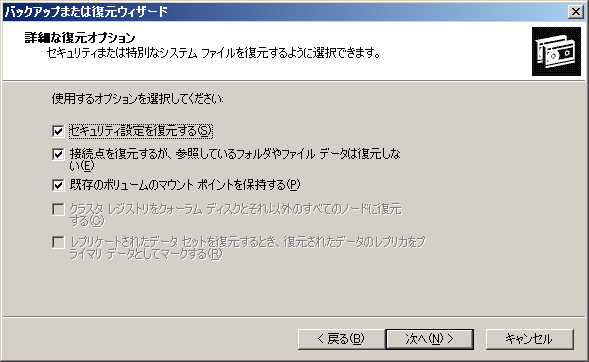 バックアップまたは復元ウィザード
詳細な復元オプション
セキュリティまたは特別なシステム ファイルを復元するように選択できます。
使用するオプションを選択してください:
セキュリティ設定を復元する(S)
接続点を復元するが、参照しているフォルダやファイル データは復元しな
い(E)
既存のボリュームのマウント ポイントを保持する(P)
クラスタ レジストリをクォーラム ディスクとそれ以外のすべてのノードに復元
する(C)
レプリケートされたデータ セットを復元するとき、復元されたデータのレプリカをプ
ライマリ データとしてマークする(R)
< 戻る(B)
次へ(N) >
キャンセル